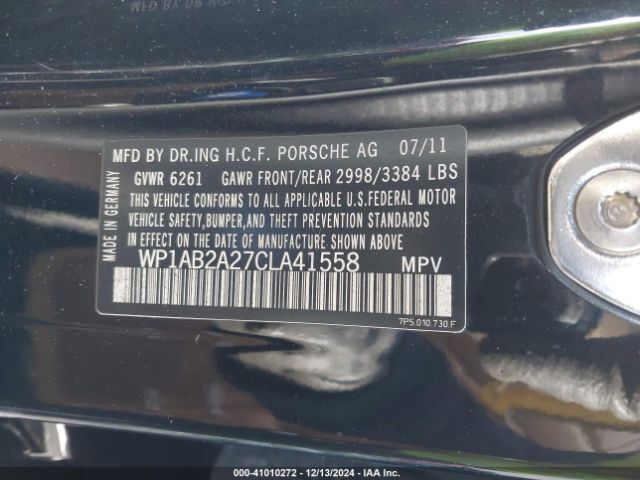 MFD BY DR.ING H.C.F. PORSCHE AG 07/11
GVWR 6261 GAWR FRONT/REAR 2998/3384 LBS
THIS VEHICLE CONFORMS TO ALL APPLICABLE U.S.FEDERAL MOTOR
VEHICLE SAFETY,BUMPER,AND THEFT PREVENTION STANDARDS
IN EFFECT ON THE DATE OF MANUFACTURE SHOWN ABOVE
WP1AB2A27CLA41558 MPV
7P5.010.730.F
MADE IN GERMANY
000-41010272 - 12/13/2024 - IAA Inc.